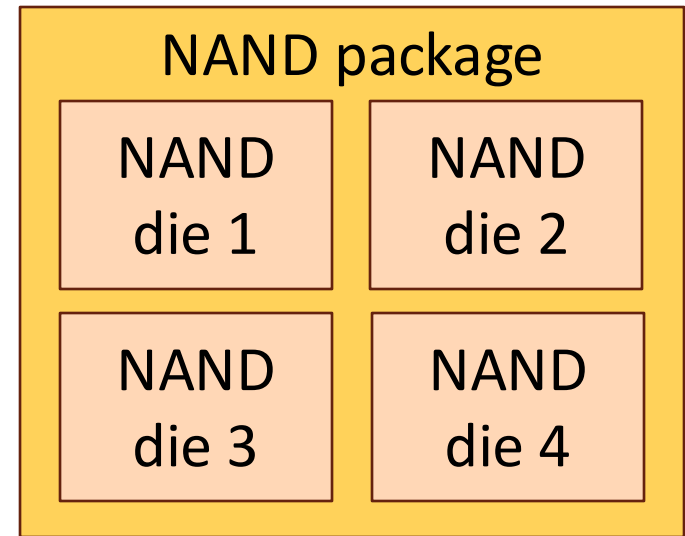 NAND package
NAND
die 1
NAND
die 2
NAND
die 3
NAND
die 4